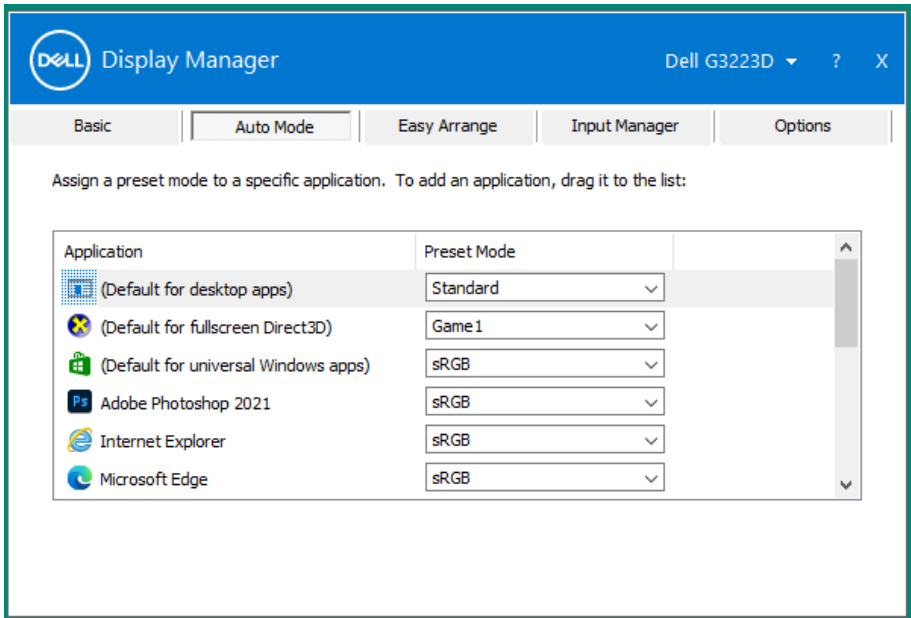 DELL Display Manager Dell G3223D ? X
Basic Auto Mode Easy Arrange Input Manager Options
Assign a preset mode to a specific application. To add an application, drag it to the list:
Application Preset Mode
(Default for desktop apps) Standard
(Default for fullscreen Direct3D) Game1
(Default for universal Windows apps) sRGB
Ps Adobe Photoshop 2021 sRGB
Internet Explorer sRGB
Microsoft Edge sRGB